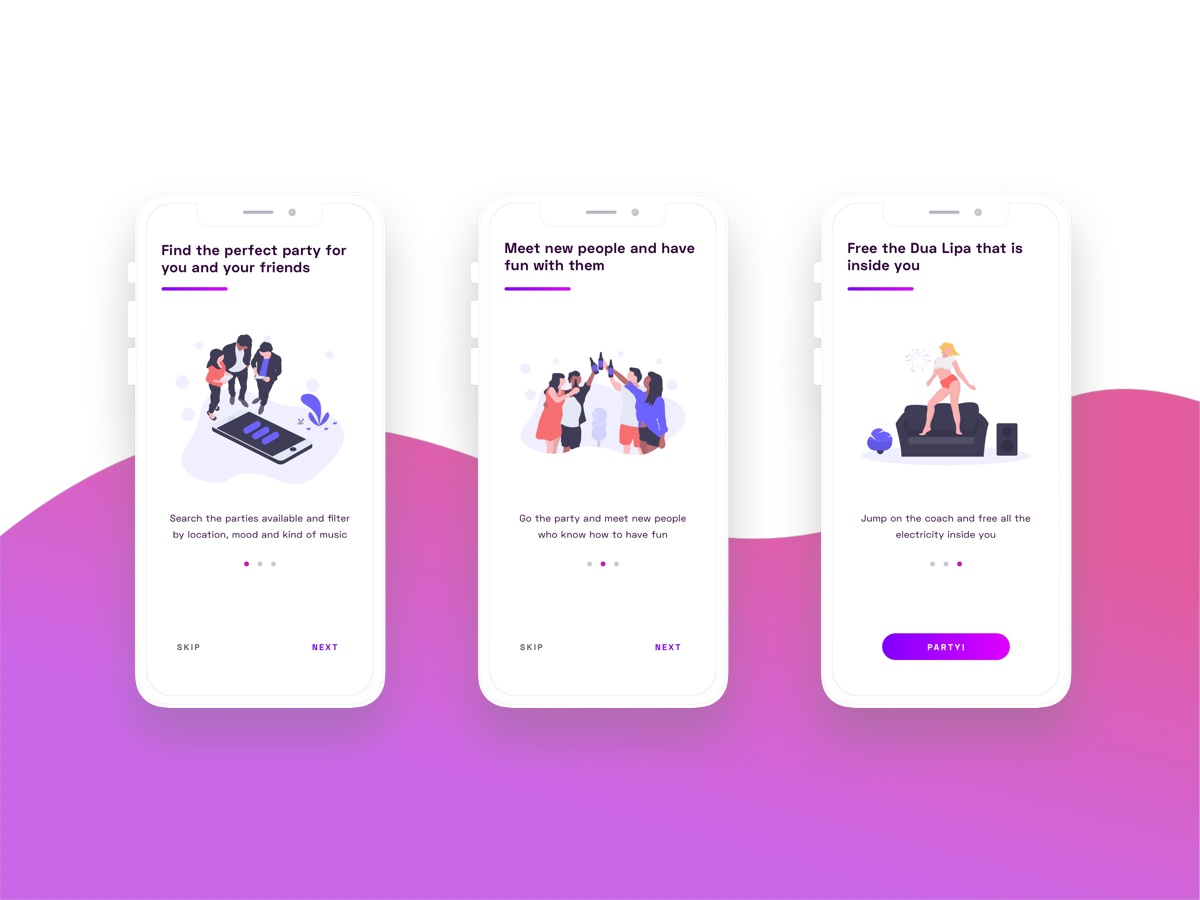 Find the perfect party for
you and your friends
Search the parties available and filter
by location, mood and kind of music
SKIP
NEXT
Meet new people and have
fun with them
Go the party and meet new people
who know how to have fun
SKIP
NEXT
Free the Dua Lipa that is
inside you
Jump on the coach and free all the
electricity inside you
PARTY!